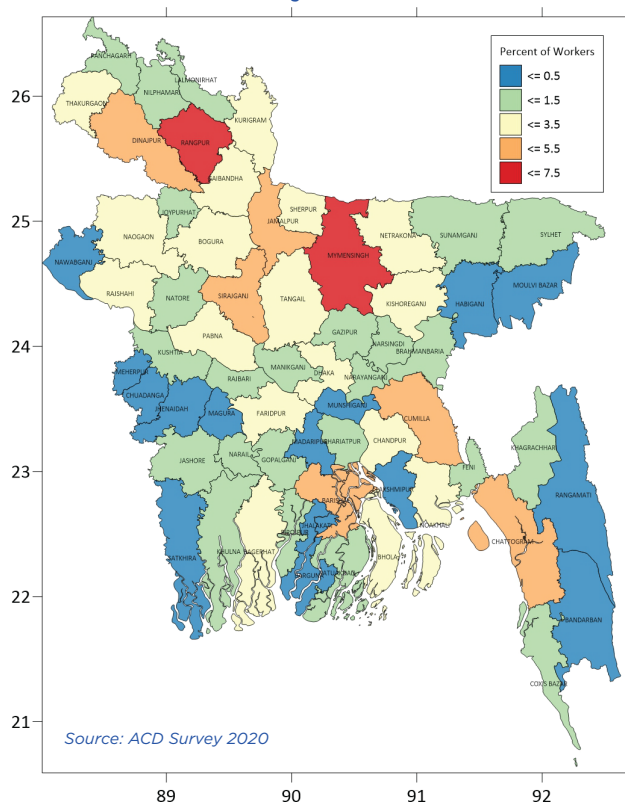 Percent of Workers
<= 0.5
<= 1.5
<= 3.5
<= 5.5
<= 7.5
26
25
24
23
22
21
PANCHAGARH
LALMONIRHAT
THAKURGAON
NILPHAMARI
KURIGRAM
DINAJPUR
RANGPUR
GAIBANDHA
SHERPUR
JOYPURHAT
JAMALPUR
NAOGAON
BOGURA
NETRAKONA
SUNAMGANJ
SYLHET
MYMENSINGH
NAWABGANJ
MOULVI BAZAR
RAJSHAHI
NATORE
SIRAJGANJ
TANGAIL
KISHOREGANJ
HABIGANJ
PABNA
GAZIPUR
KUSHTIA
NARSINGDI
BRAHMANBARIA
MEHERPUR
RAJBARI
MANIKGANJ
DHAKA
NARAYANGANJ
CHUADANGA
JHENAIDAH
MAGURA
FARIDPUR
MUNSHIGANJ
CUMILLA
MADARIPUR
SHARIATPUR
CHANDPUR
KHAGRACHHARI
JASHORE
NARAIL
GOPALGANJ
FENI
RANGAMATI
BARISHAL
LAKSHMIPUR
NOAKHALI
JHALAKATI
CHATTOGRAM
SATKHIRA
KHULNA
BAGERHAT
BHOLA
BANDARBAN
COX'S BAZAR
Source: ACD Survey 2020
89
90
91
92